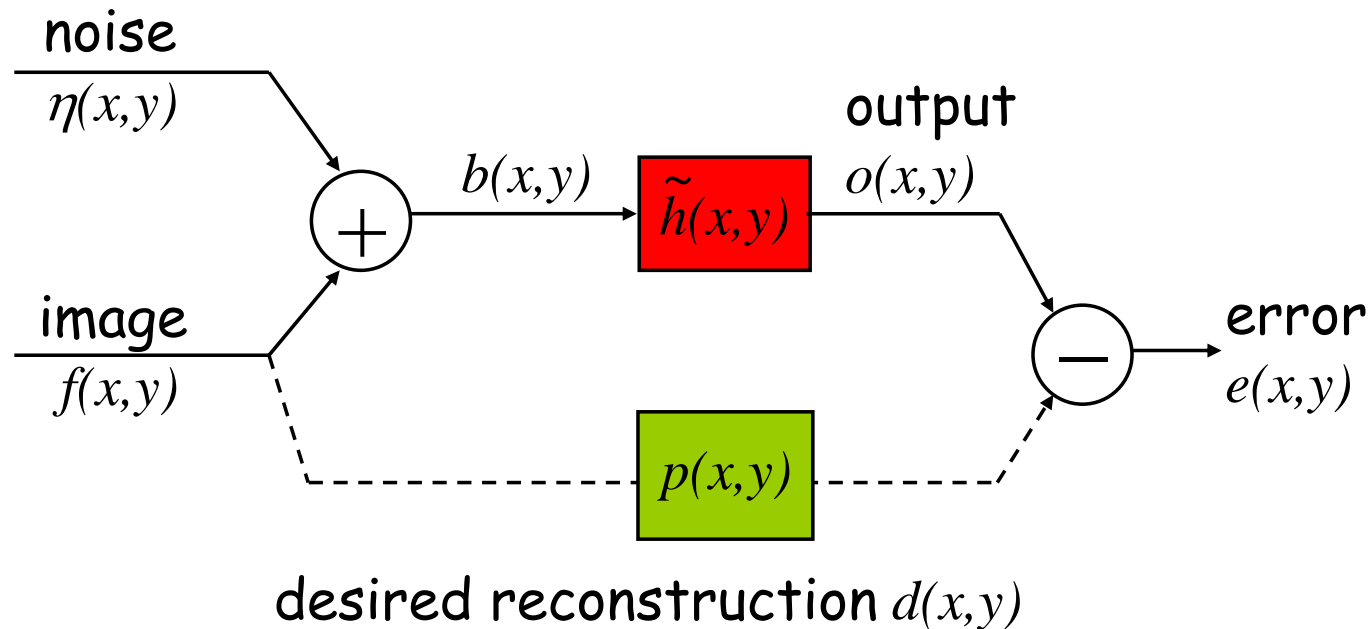 noise
η(x,y)
output
b(x,y)
o(x,y)
h̃(x,y)
+
image
f(x,y)
error
e(x,y)
−
p(x,y)
desired reconstruction d(x,y)